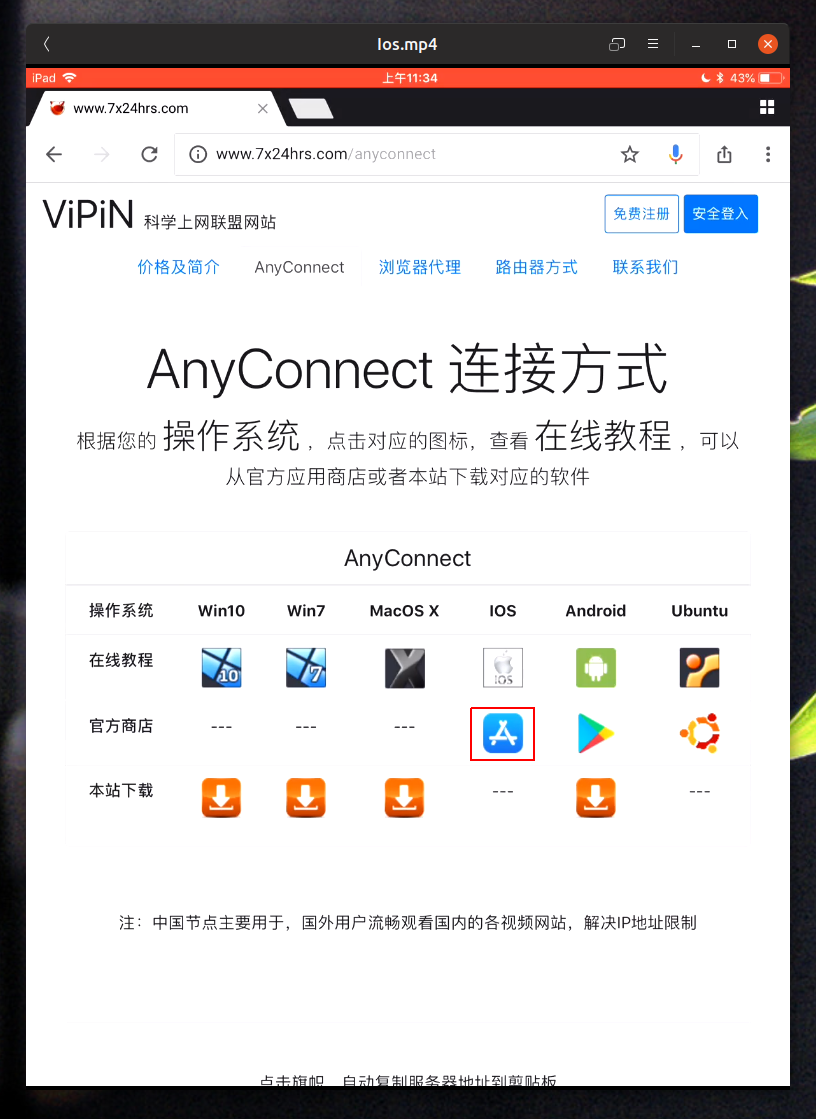 Ios.mp4
iPad 上午11:34 43%
www.7x24hrs.com
www.7x24hrs.com/anyconnect
ViPiN 科学上网联盟网站 免费注册 安全登入
价格及简介 AnyConnect 浏览器代理 路由器方式 联系我们
AnyConnect 连接方式
根据您的 操作系统 ，点击对应的图标，查看 在线教程 ，可以
从官方应用商店或者本站下载对应的软件
AnyConnect
操作系统 Win10 Win7 MacOS X IOS Android Ubuntu
在线教程 10 7 X IOS
官方商店 --- --- ---
本站下载 --- ---
注：中国节点主要用于，国外用户流畅观看国内的各视频网站，解决IP地址限制
点击旗帜，自动复制服务器地址到剪贴板